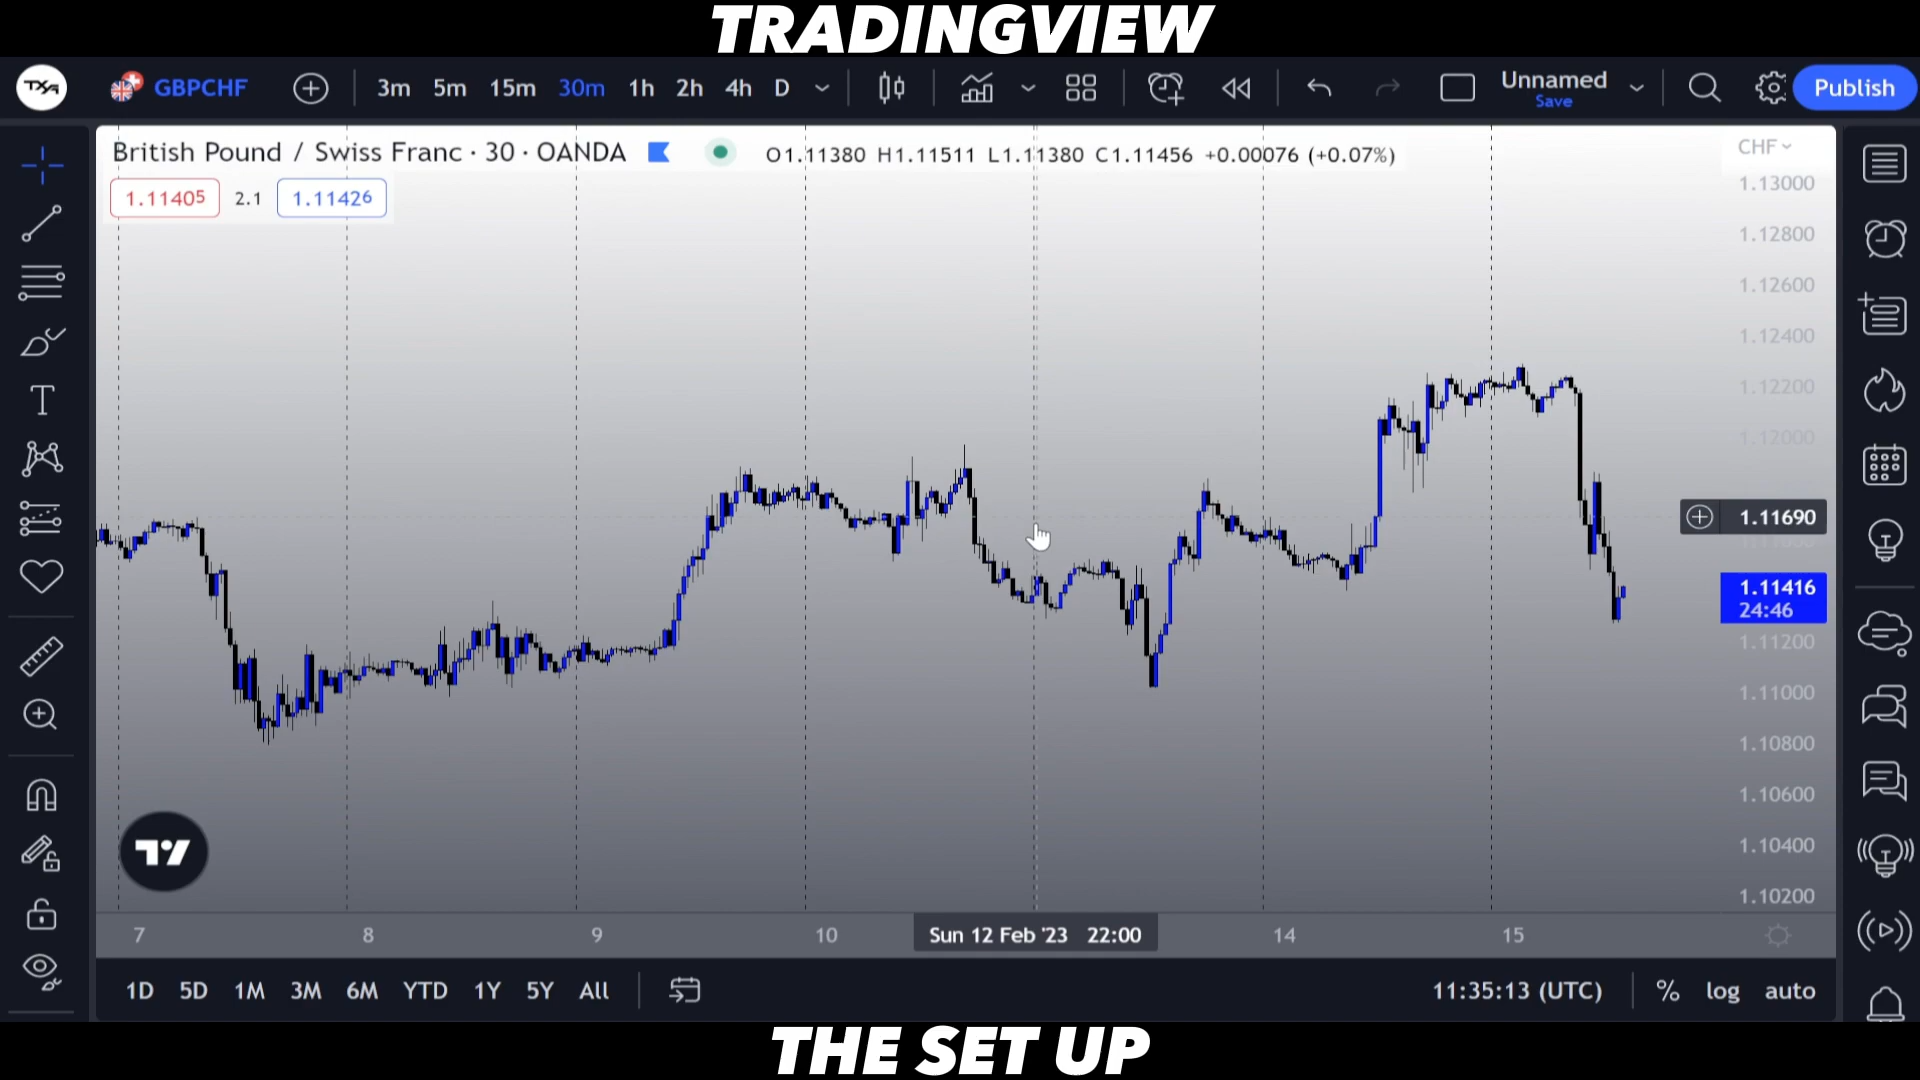 TRADINGVIEW
GBPCHF 3m 5m 15m 30m 1h 2h 4h D Unnamed Publish
Save
British Pound / Swiss Franc · 30 · OANDA O1.11380 H1.11511 L1.11380 C1.11456 +0.00076 (+0.07%) CHF
1.13000
1.11405 2.1 1.11426
1.12800
1.12600
1.12400
1.12200
1.12000
1.11690
1.11416
24:46
1.11200
1.11000
1.10800
1.10600
1.10400
1.10200
7 8 9 10 Sun 12 Feb '23 22:00 14 15
1D 5D 1M 3M 6M YTD 1Y 5Y All 11:35:13 (UTC) % log auto
THE SET UP